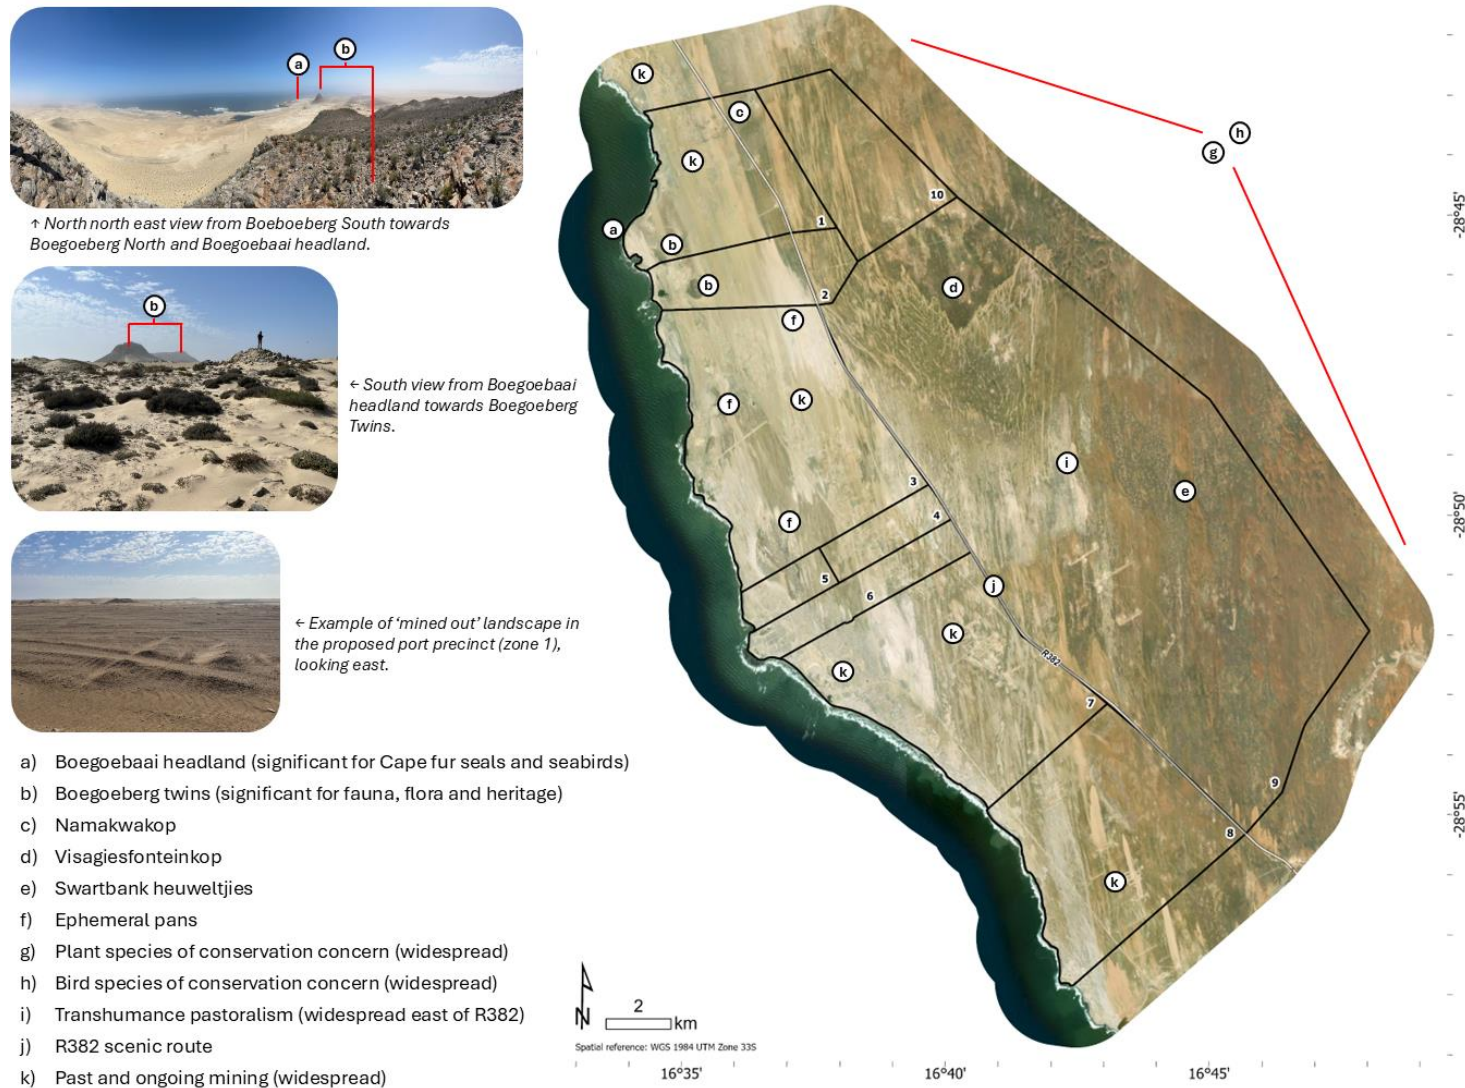 a
b
↑ North north east view from Boeboeberg South towards
Boegoeberg North and Boegoebaai headland.
b
← South view from Boegoebaai
headland towards Boegoeberg
Twins.
← Example of ‘mined out’ landscape in
the proposed port precinct (zone 1),
looking east.
a) Boegoebaai headland (significant for Cape fur seals and seabirds)
b) Boegoeberg twins (significant for fauna, flora and heritage)
c) Namakwakop
d) Visagiesfonteinkop
e) Swartbank heuweltjies
f) Ephemeral pans
g) Plant species of conservation concern (widespread)
h) Bird species of conservation concern (widespread)
i) Transhumance pastoralism (widespread east of R382)
j) R382 scenic route
k) Past and ongoing mining (widespread)
k
c
h
g
k
10
1
a
b
b
d
2
f
f
k
i
3
e
4
f
5
j
6
k
R382
k
7
9
8
k
N
2
km
Spatial reference: WGS 1984 UTM Zone 33S
16°35'
16°40'
16°45'
-28°45'
-28°50'
-28°55'